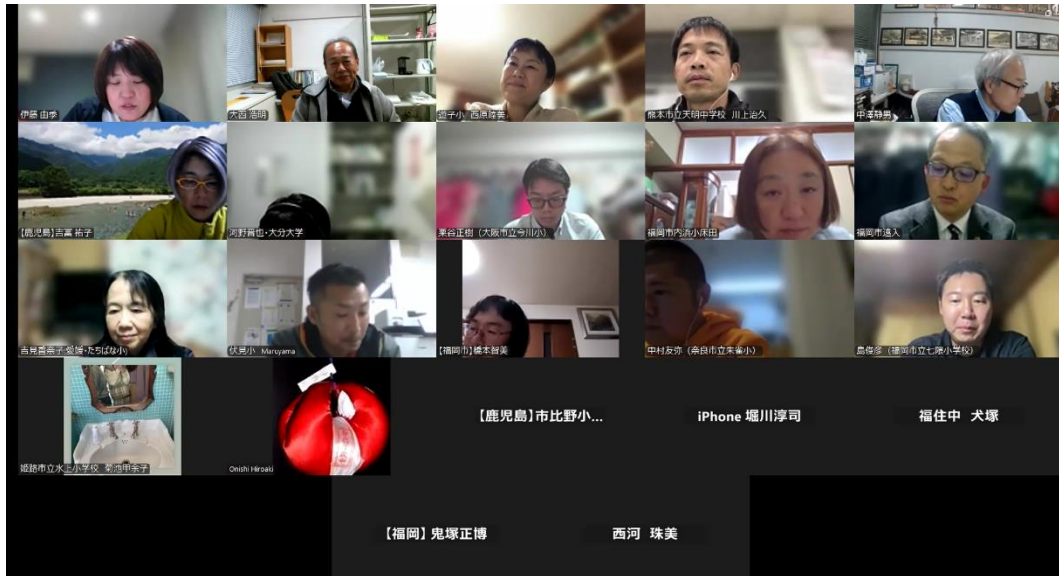 伊藤 由季
大西 浩明
遊子小 西原睦美
熊本市立天明中学校 川上治久
中澤静男
【鹿児島】吉冨 祐子
河野晋也・大分大学
栗谷正樹（大阪市立今川小）
福岡市内浜小床田
福岡市遠入
吉見香奈子・愛媛・たちばな小
伏見小 Maruyama
【福岡市】橋本智美
中村友弥（奈良市立朱雀小）
島俊彦（福岡市立七隈小学校）
姫路市立水上小学校 菊池甲余子
Onishi Hiroaki
【鹿児島】市比野小...
iPhone 堀川淳司
福住中 犬塚
【福岡】鬼塚正博
西河 珠美